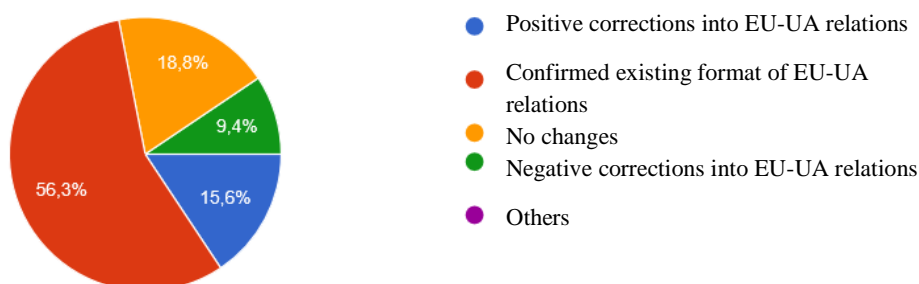 18,8%
9,4%
56,3%
15,6%
Positive corrections into EU-UA relations
Confirmed existing format of EU-UA
relations
No changes
Negative corrections into EU-UA relations
Others